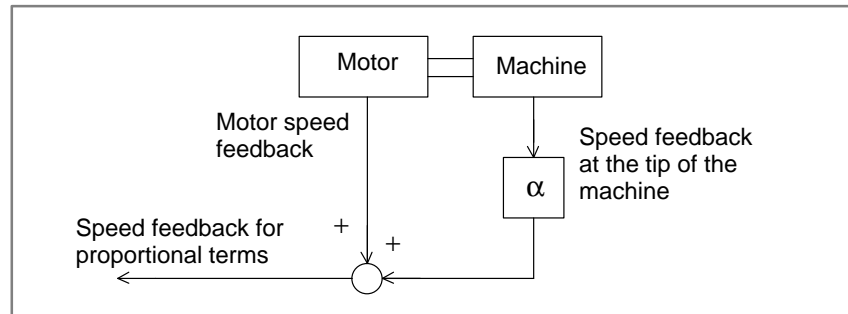 Motor
Machine
Motor speed
feedback
Speed feedback
at the tip of the
machine
α
Speed feedback for
proportional terms
+
+